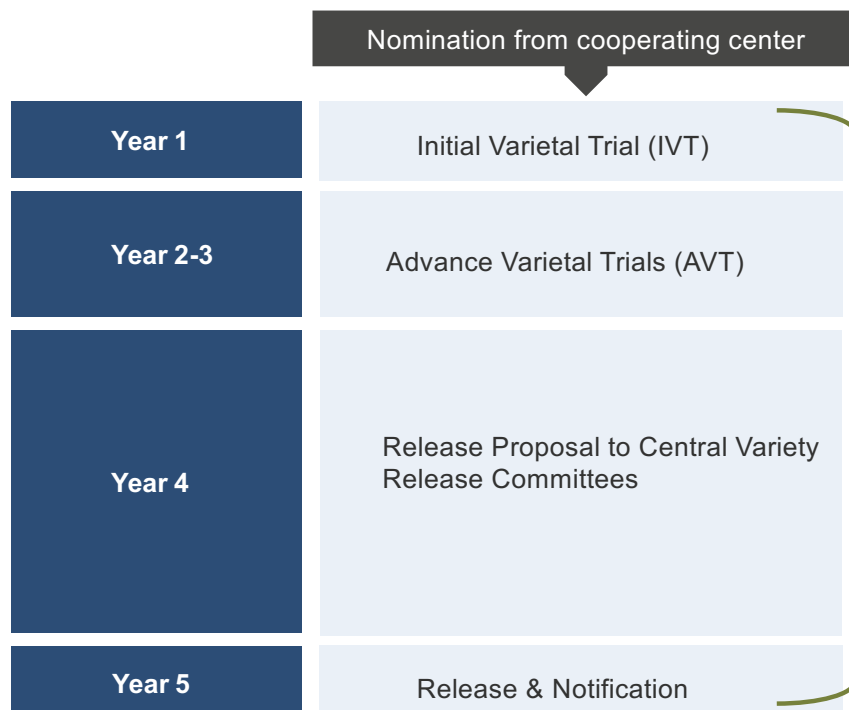 Nomination from cooperating center
Year 1
Initial Varietal Trial (IVT)
Year 2-3
Advance Varietal Trials (AVT)
Year 4
Release Proposal to Central Variety
Release Committees
Year 5
Release & Notification